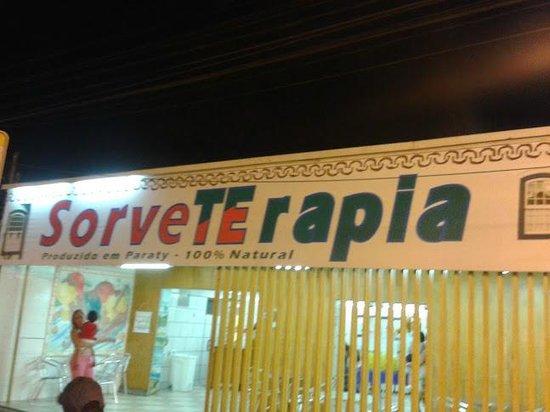 SorveTErapia
Produzido em Paraty - 100% Natural